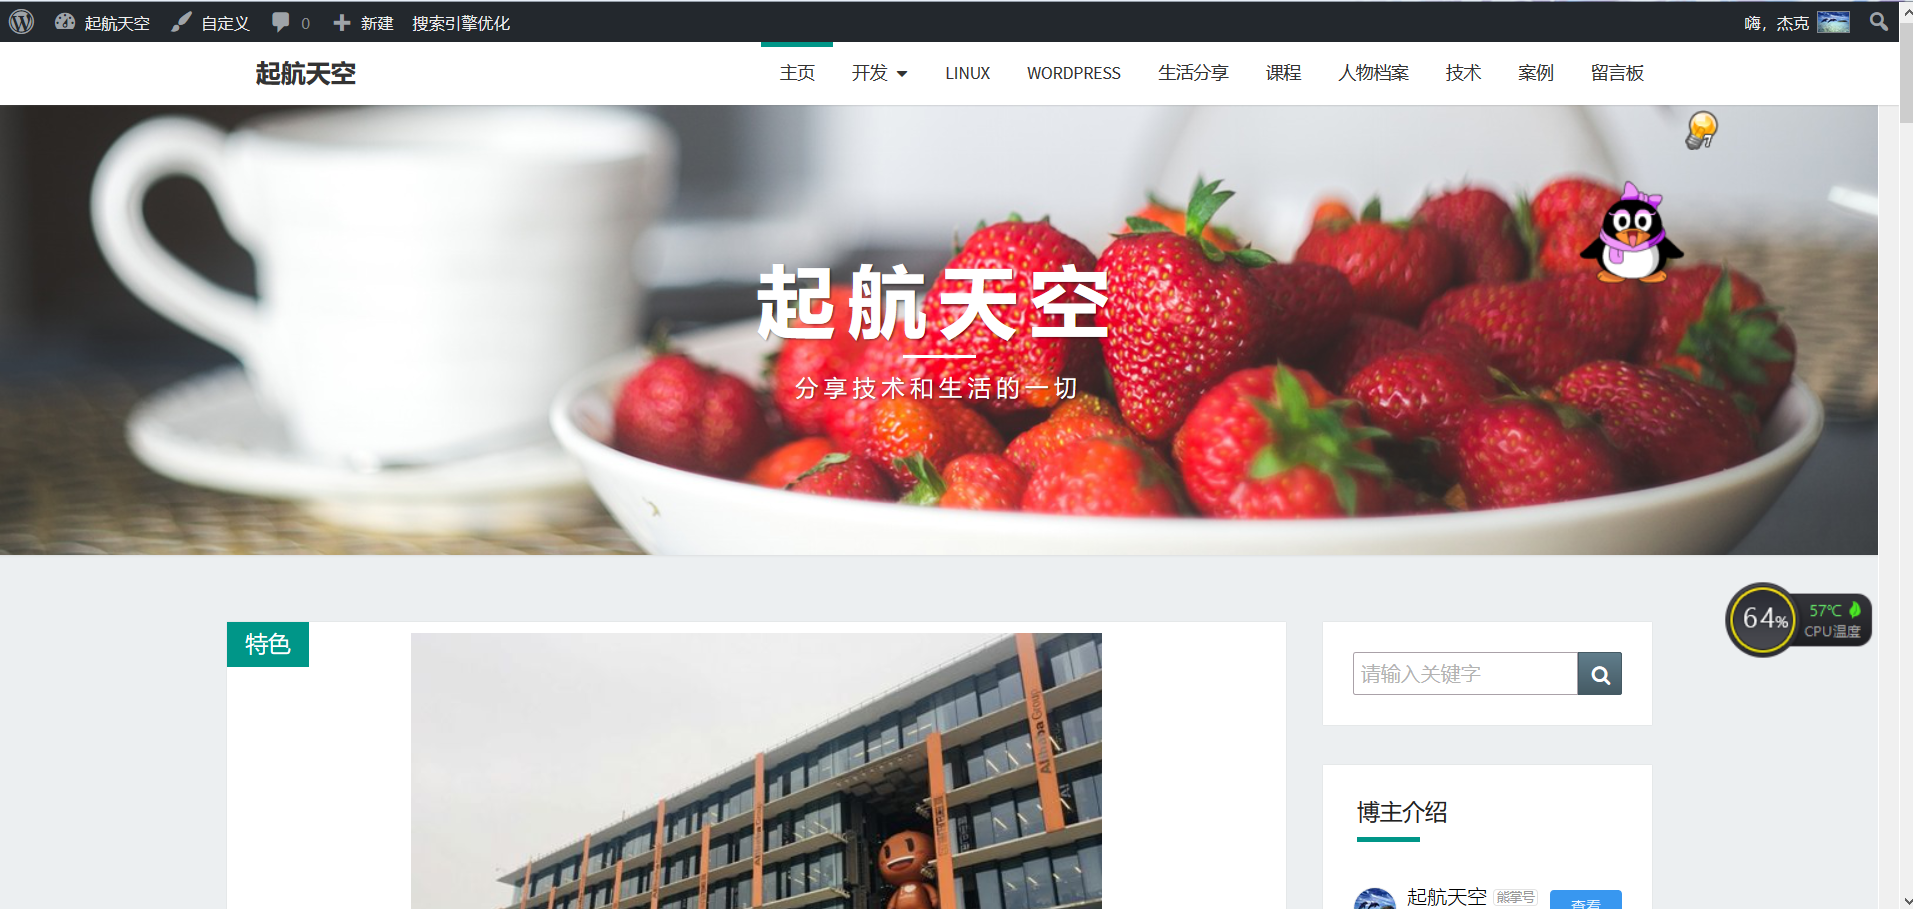 起航天空 自定义 0 新建 搜索引擎优化 嗨，杰克
起航天空 主页 开发 LINUX WORDPRESS 生活分享 课程 人物档案 技术 案例 留言板
起航天空
分享技术和生活的一切
64% 57℃
CPU温度
特色
请输入关键字
Alibaba Group
博主介绍
起航天空 熊掌号 查看